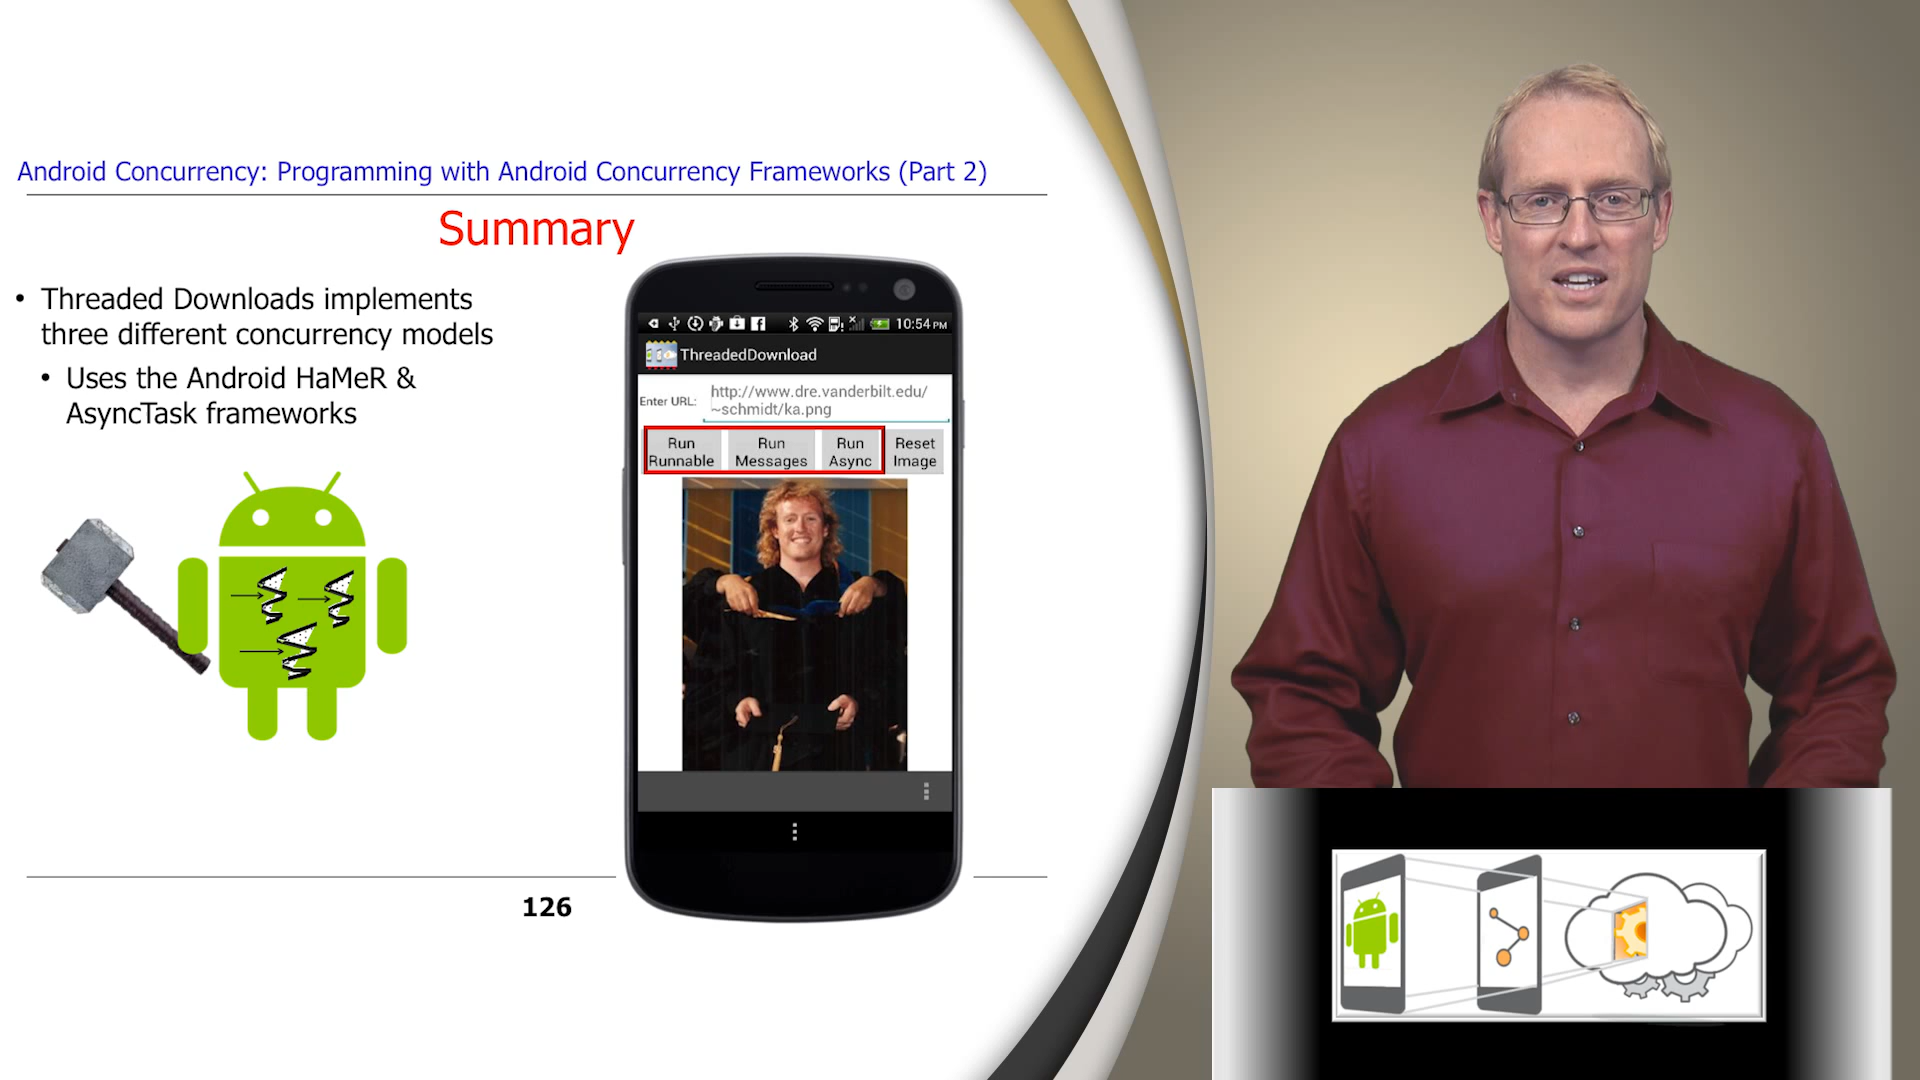 Android Concurrency: Programming with Android Concurrency Frameworks (Part 2)
Summary
• Threaded Downloads implements
three different concurrency models
• Uses the Android HaMeR &
AsyncTask frameworks
10:54 PM
ThreadedDownload
Enter URL:
http://www.dre.vanderbilt.edu/
~schmidt/ka.png
Run
Runnable
Run
Messages
Run
Async
Reset
Image
126